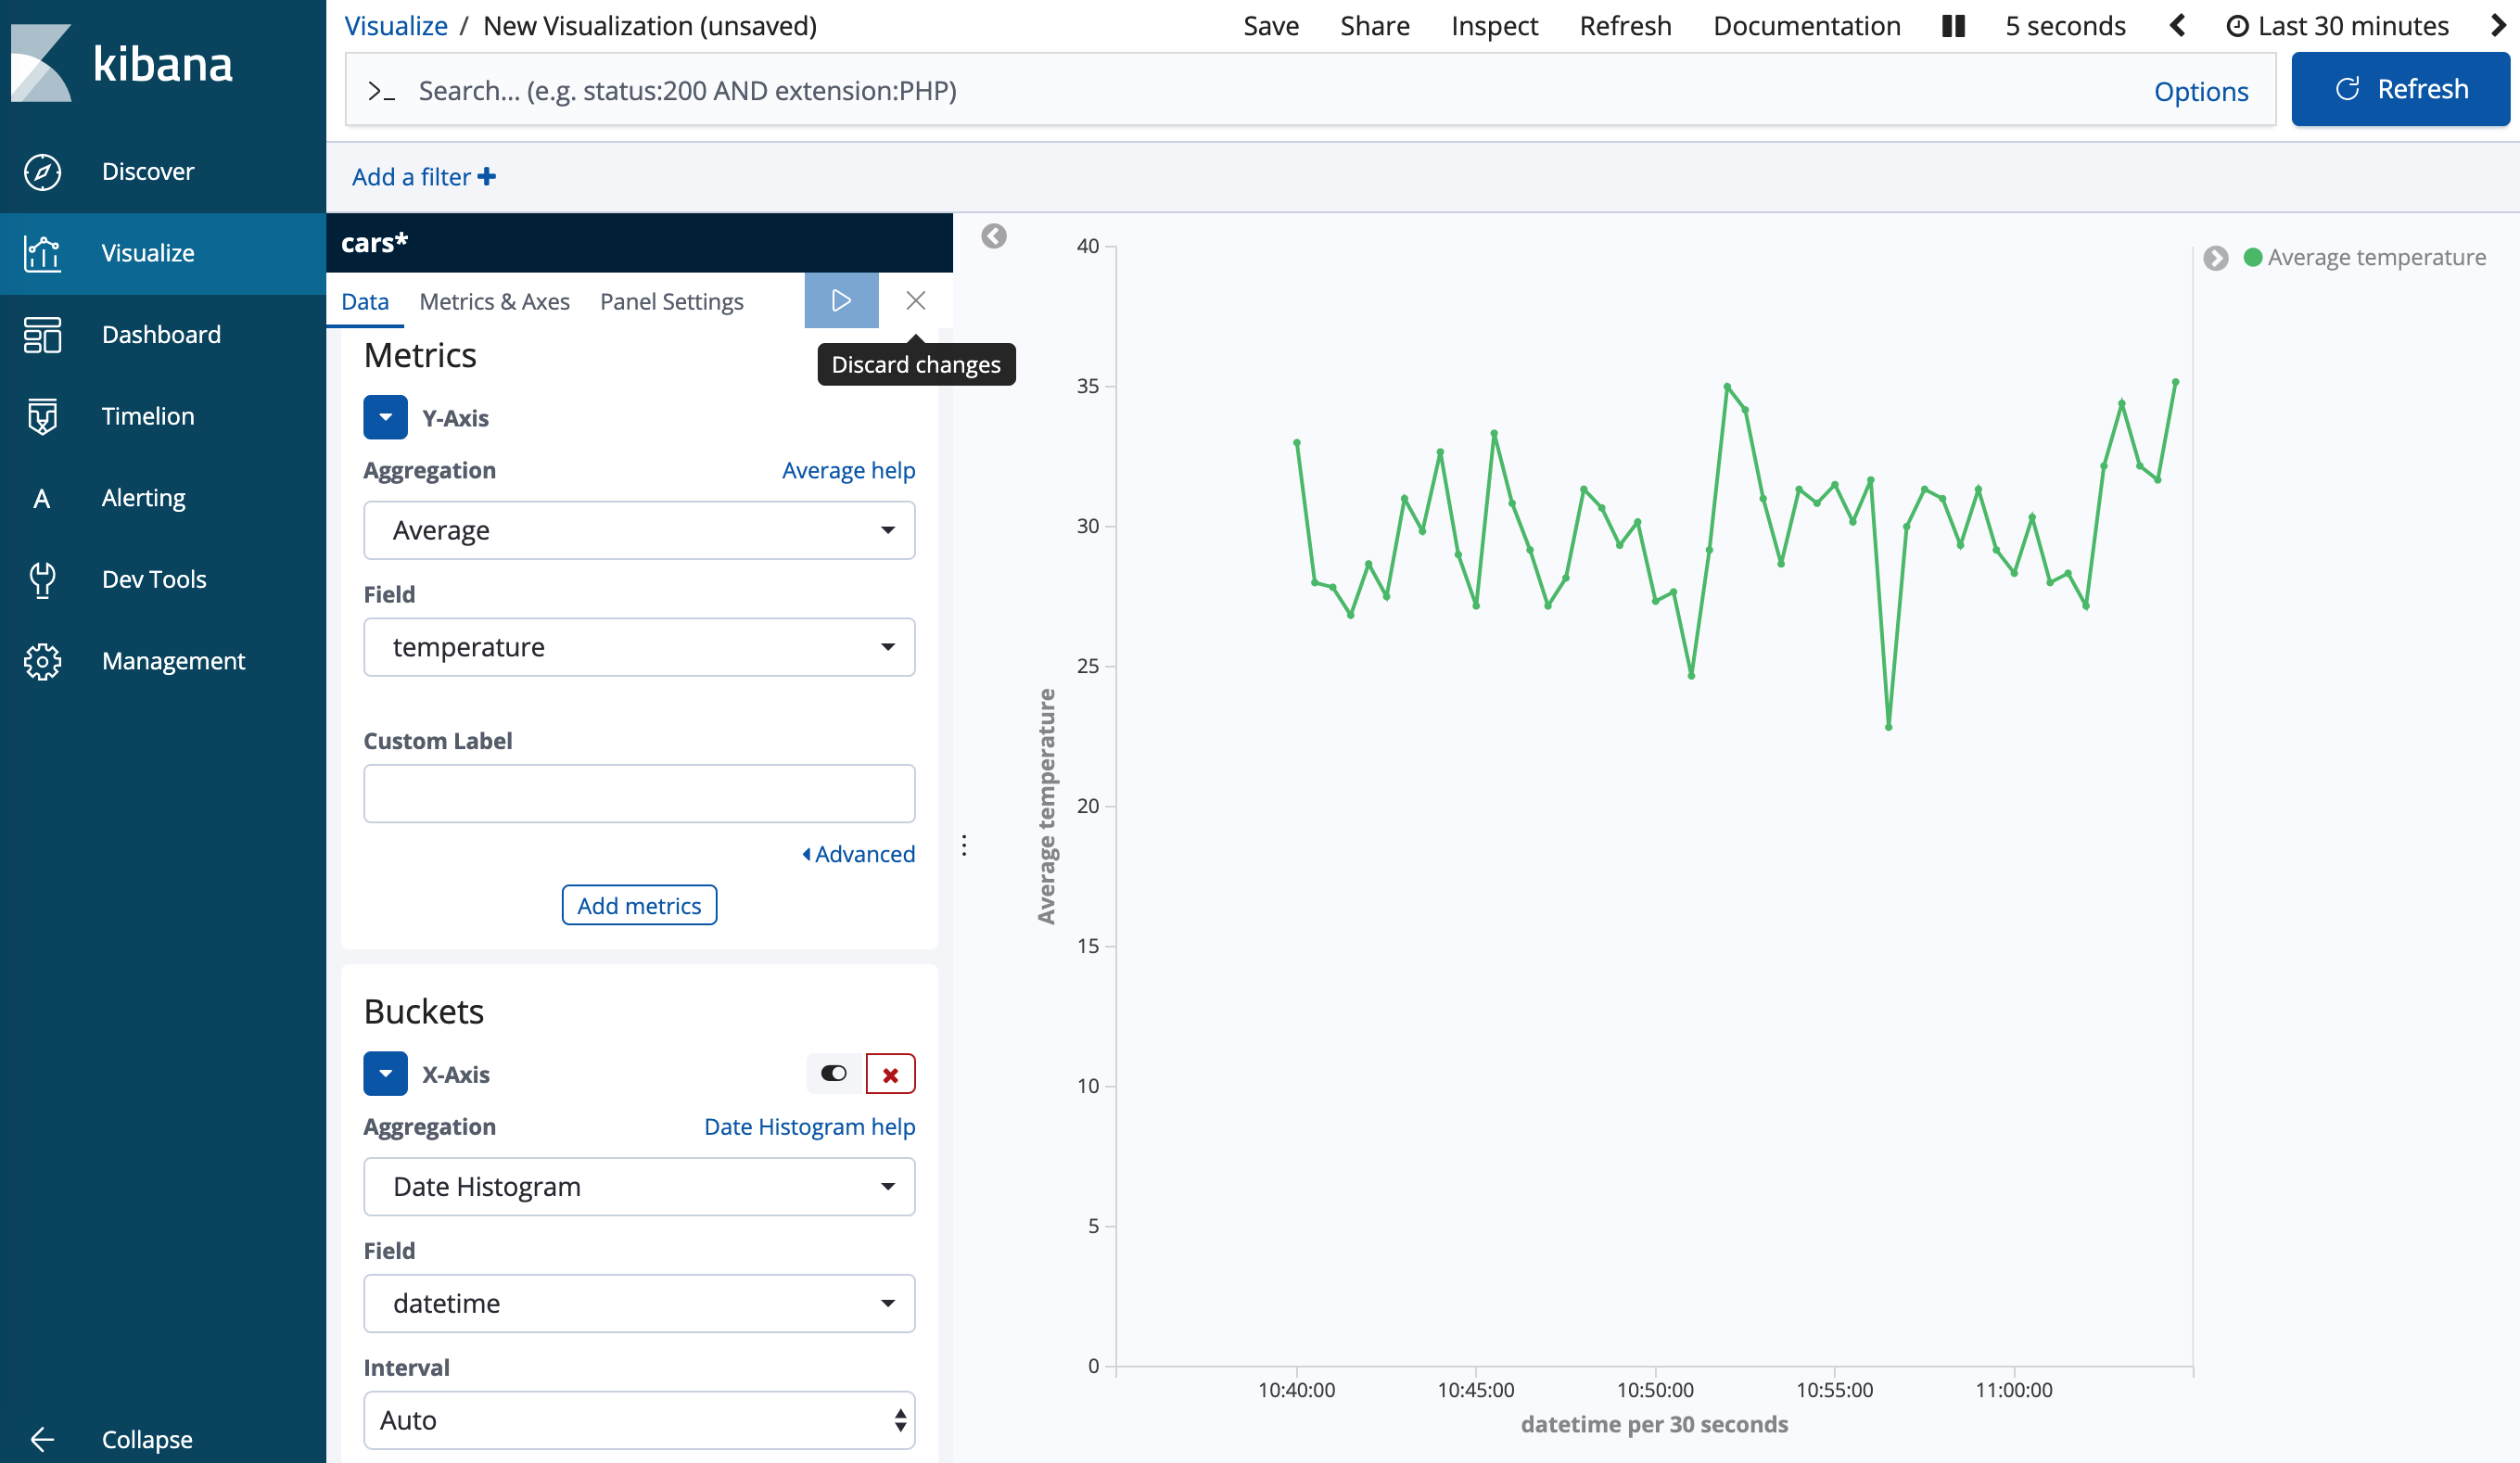 kibana
Discover
Visualize
Dashboard
Timelion
A Alerting
Dev Tools
Management
Collapse
Visualize / New Visualization (unsaved)
Save Share Inspect Refresh Documentation 5 seconds Last 30 minutes
>_ Search... (e.g. status:200 AND extension:PHP) Options Refresh
Add a filter
cars*
Data Metrics & Axes Panel Settings
Discard changes
Metrics
Y-Axis
Aggregation Average help
Average
Field
temperature
Custom Label
Advanced
Add metrics
Buckets
X-Axis
Aggregation Date Histogram help
Date Histogram
Field
datetime
Interval
Auto
Average temperature
40
35
30
25
20
15
10
5
0
Average temperature
10:40:00 10:45:00 10:50:00 10:55:00 11:00:00
datetime per 30 seconds